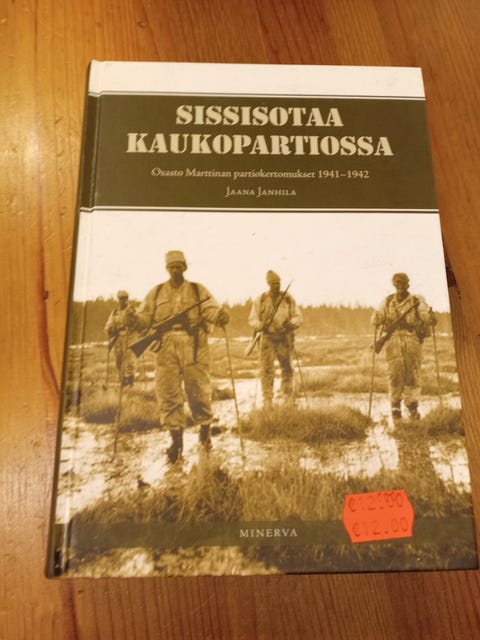 SISSISOTAA
KAUKOPARTIOSSA
Osasto Marttinan partiokertomukset 1941–1942
JAANA JANHILA
MINERVA
€12.00
€12.00